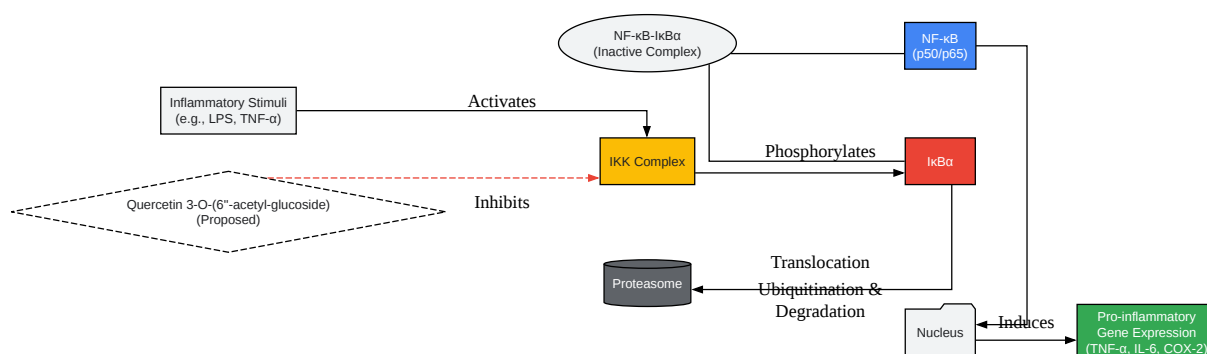 NF-κB-IκBα
(Inactive Complex)
NF-κB
(p50/p65)
Inflammatory Stimuli
(e.g., LPS, TNF-α)
Activates
IKK Complex
Phosphorylates
IκBα
Quercetin 3-O-(6"-acetyl-glucoside)
(Proposed)
Inhibits
Translocation
Proteasome
Ubiquitination &
Degradation
Nucleus
Induces
Pro-inflammatory
Gene Expression
(TNF-α, IL-6, COX-2)